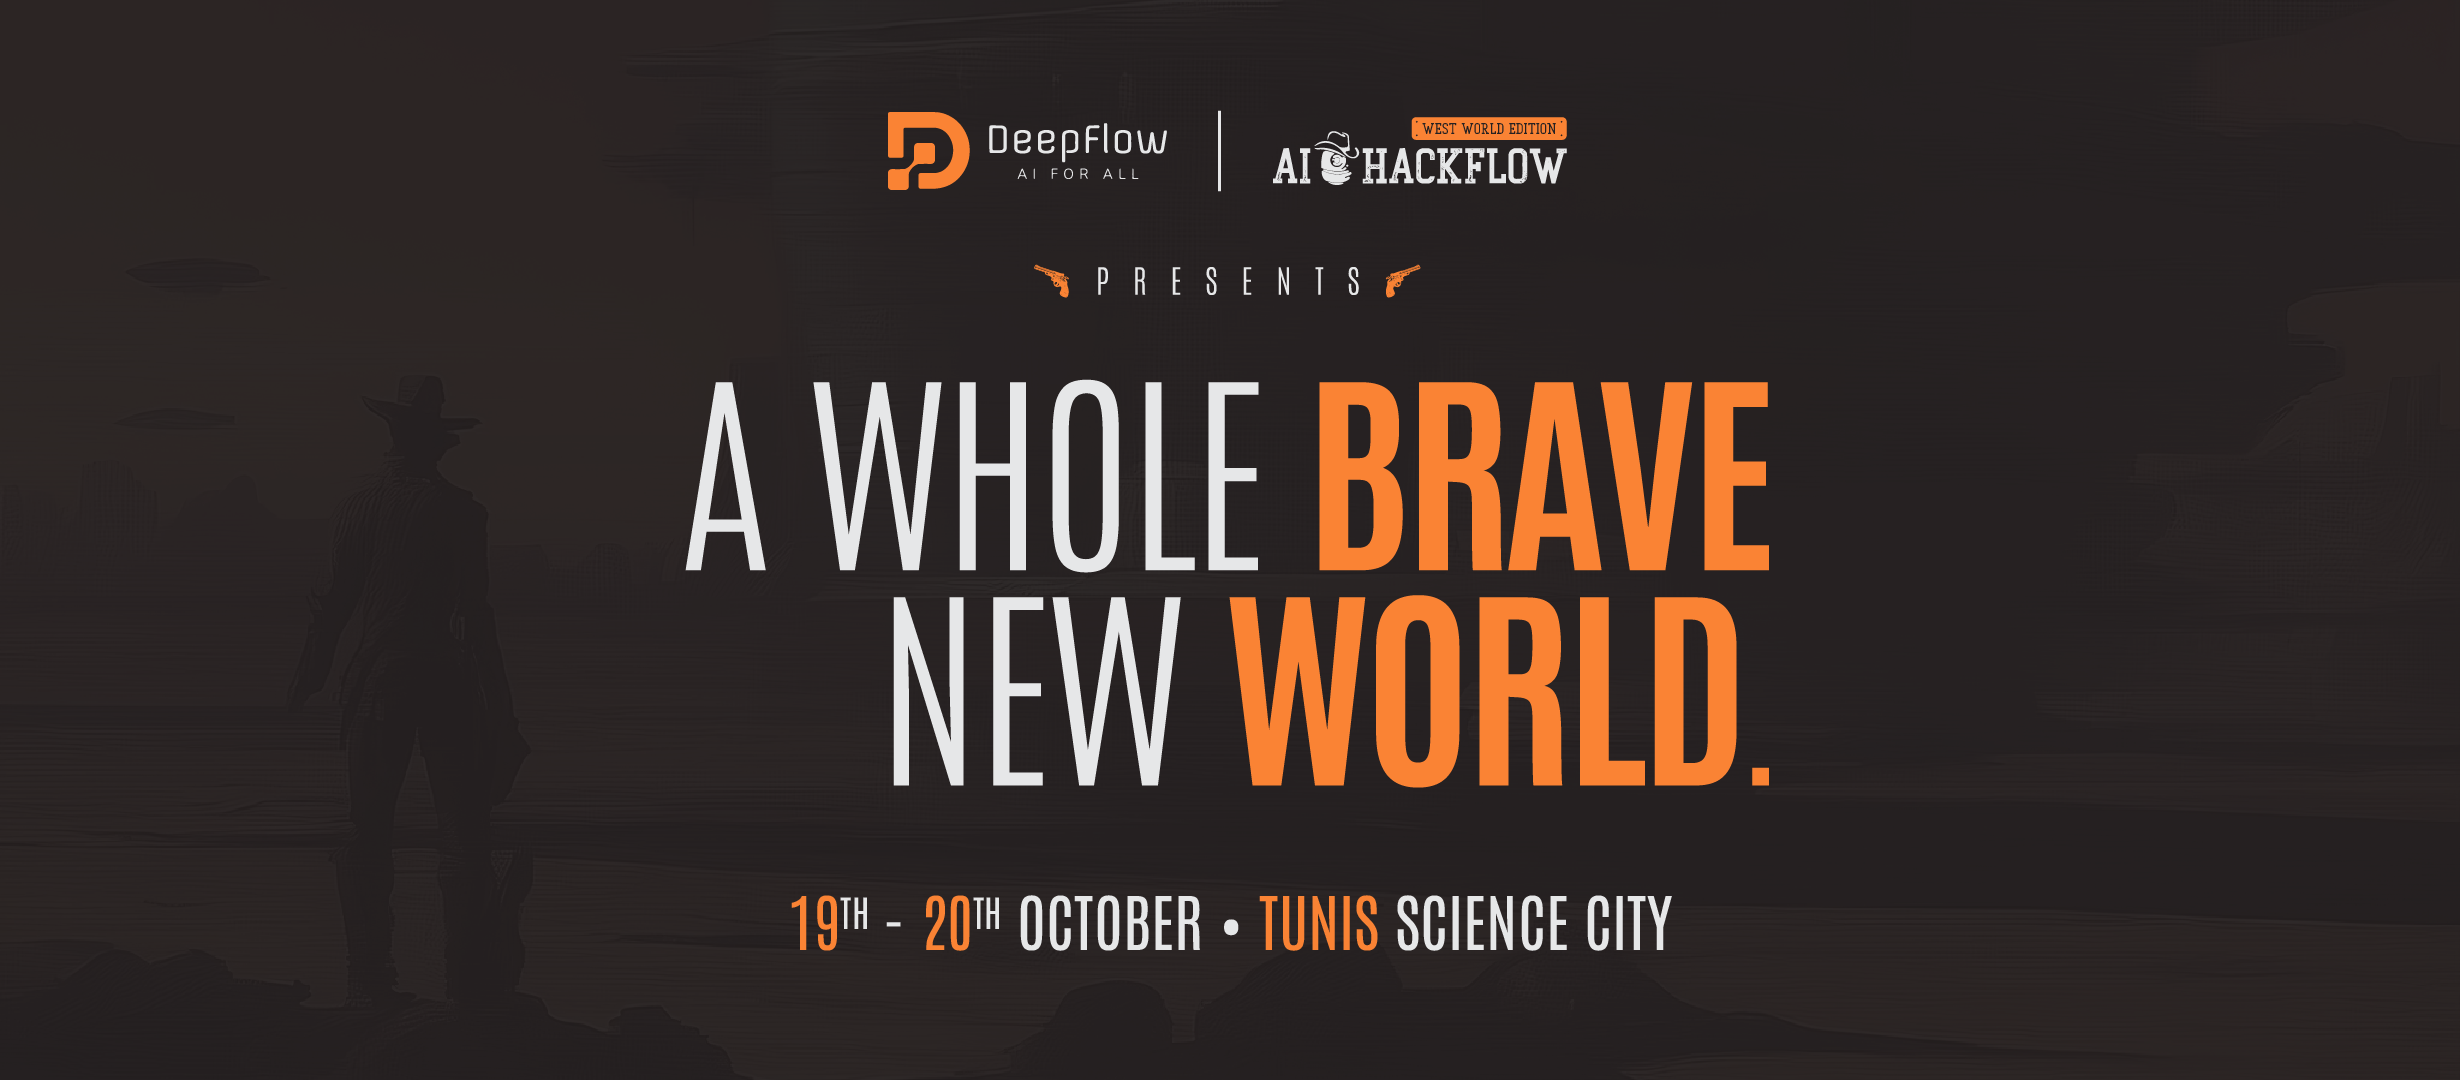 DeepFlow
AI FOR ALL
WEST WORLD EDITION
AI HACKFLOW
PRESENTS
A WHOLE BRAVE
NEW WORLD.
19TH - 20TH OCTOBER • TUNIS SCIENCE CITY